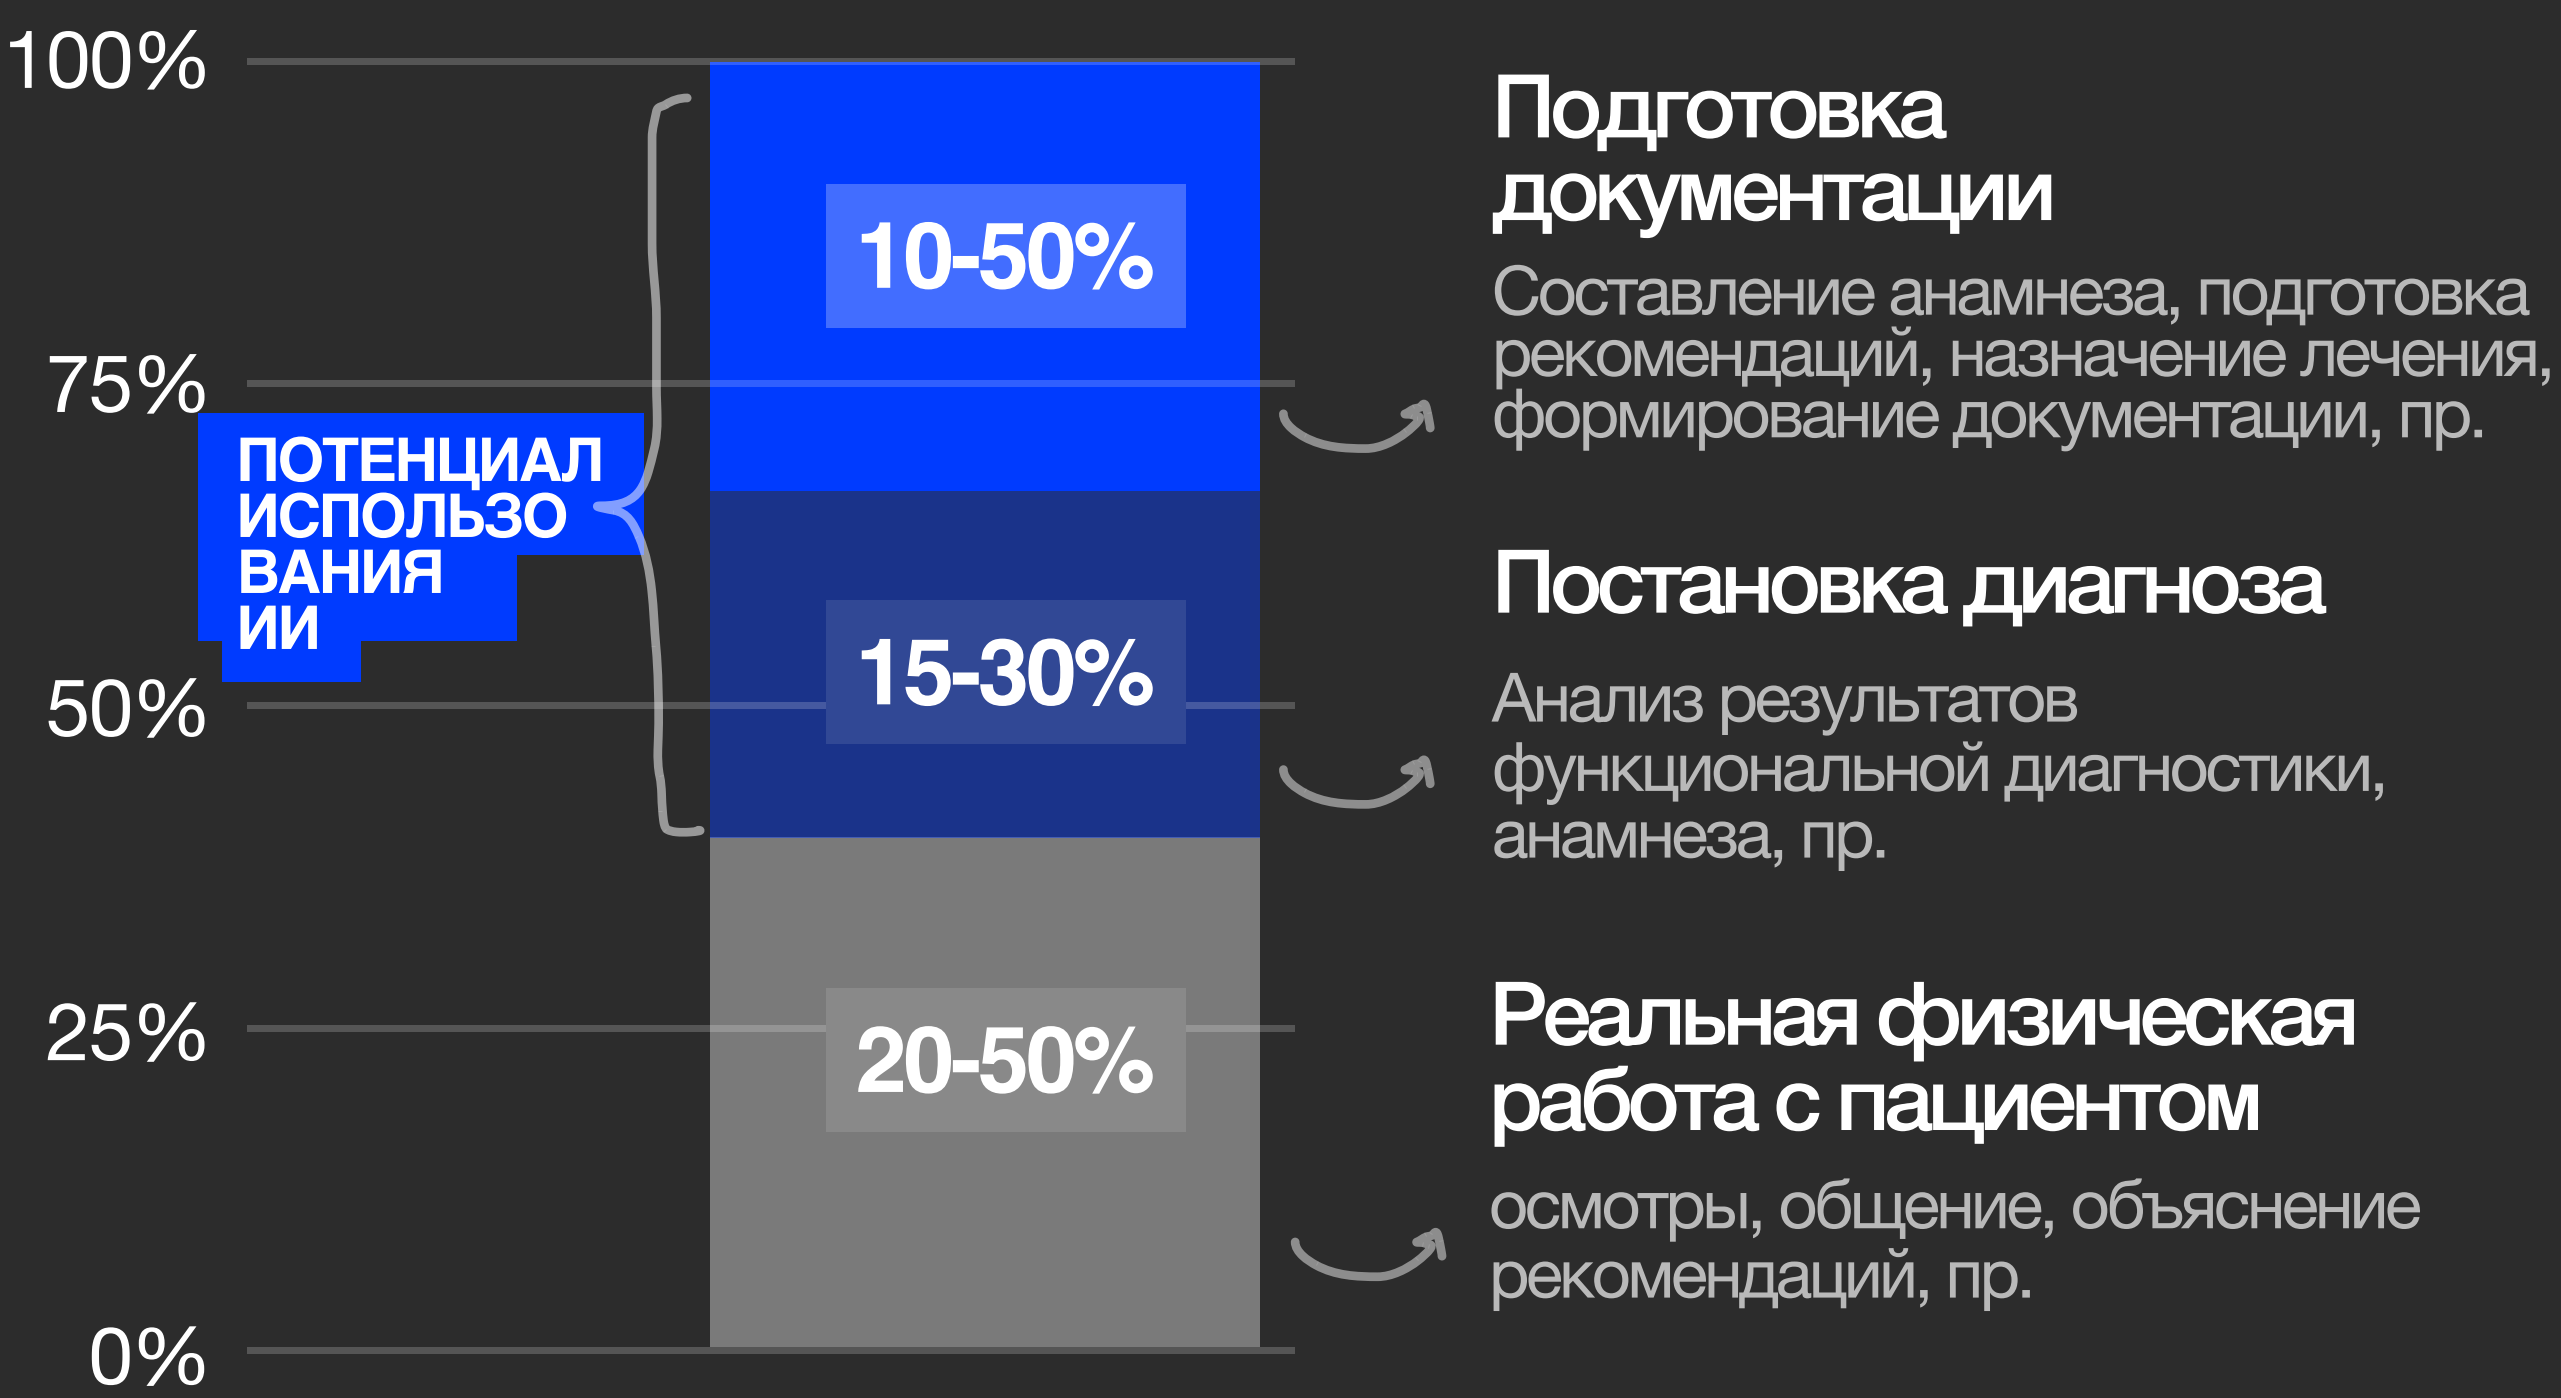 100%
75%
50%
25%
0%
ПОТЕНЦИАЛ
ИСПОЛЬЗО
ВАНИЯ
ИИ
10-50%
15-30%
20-50%
Подготовка
документации
Составление анамнеза, подготовка
рекомендаций, назначение лечения,
формирование документации, пр.
Постановка диагноза
Анализ результатов
функциональной диагностики,
анамнеза, пр.
Реальная физическая
работа с пациентом
осмотры, общение, объяснение
рекомендаций, пр.